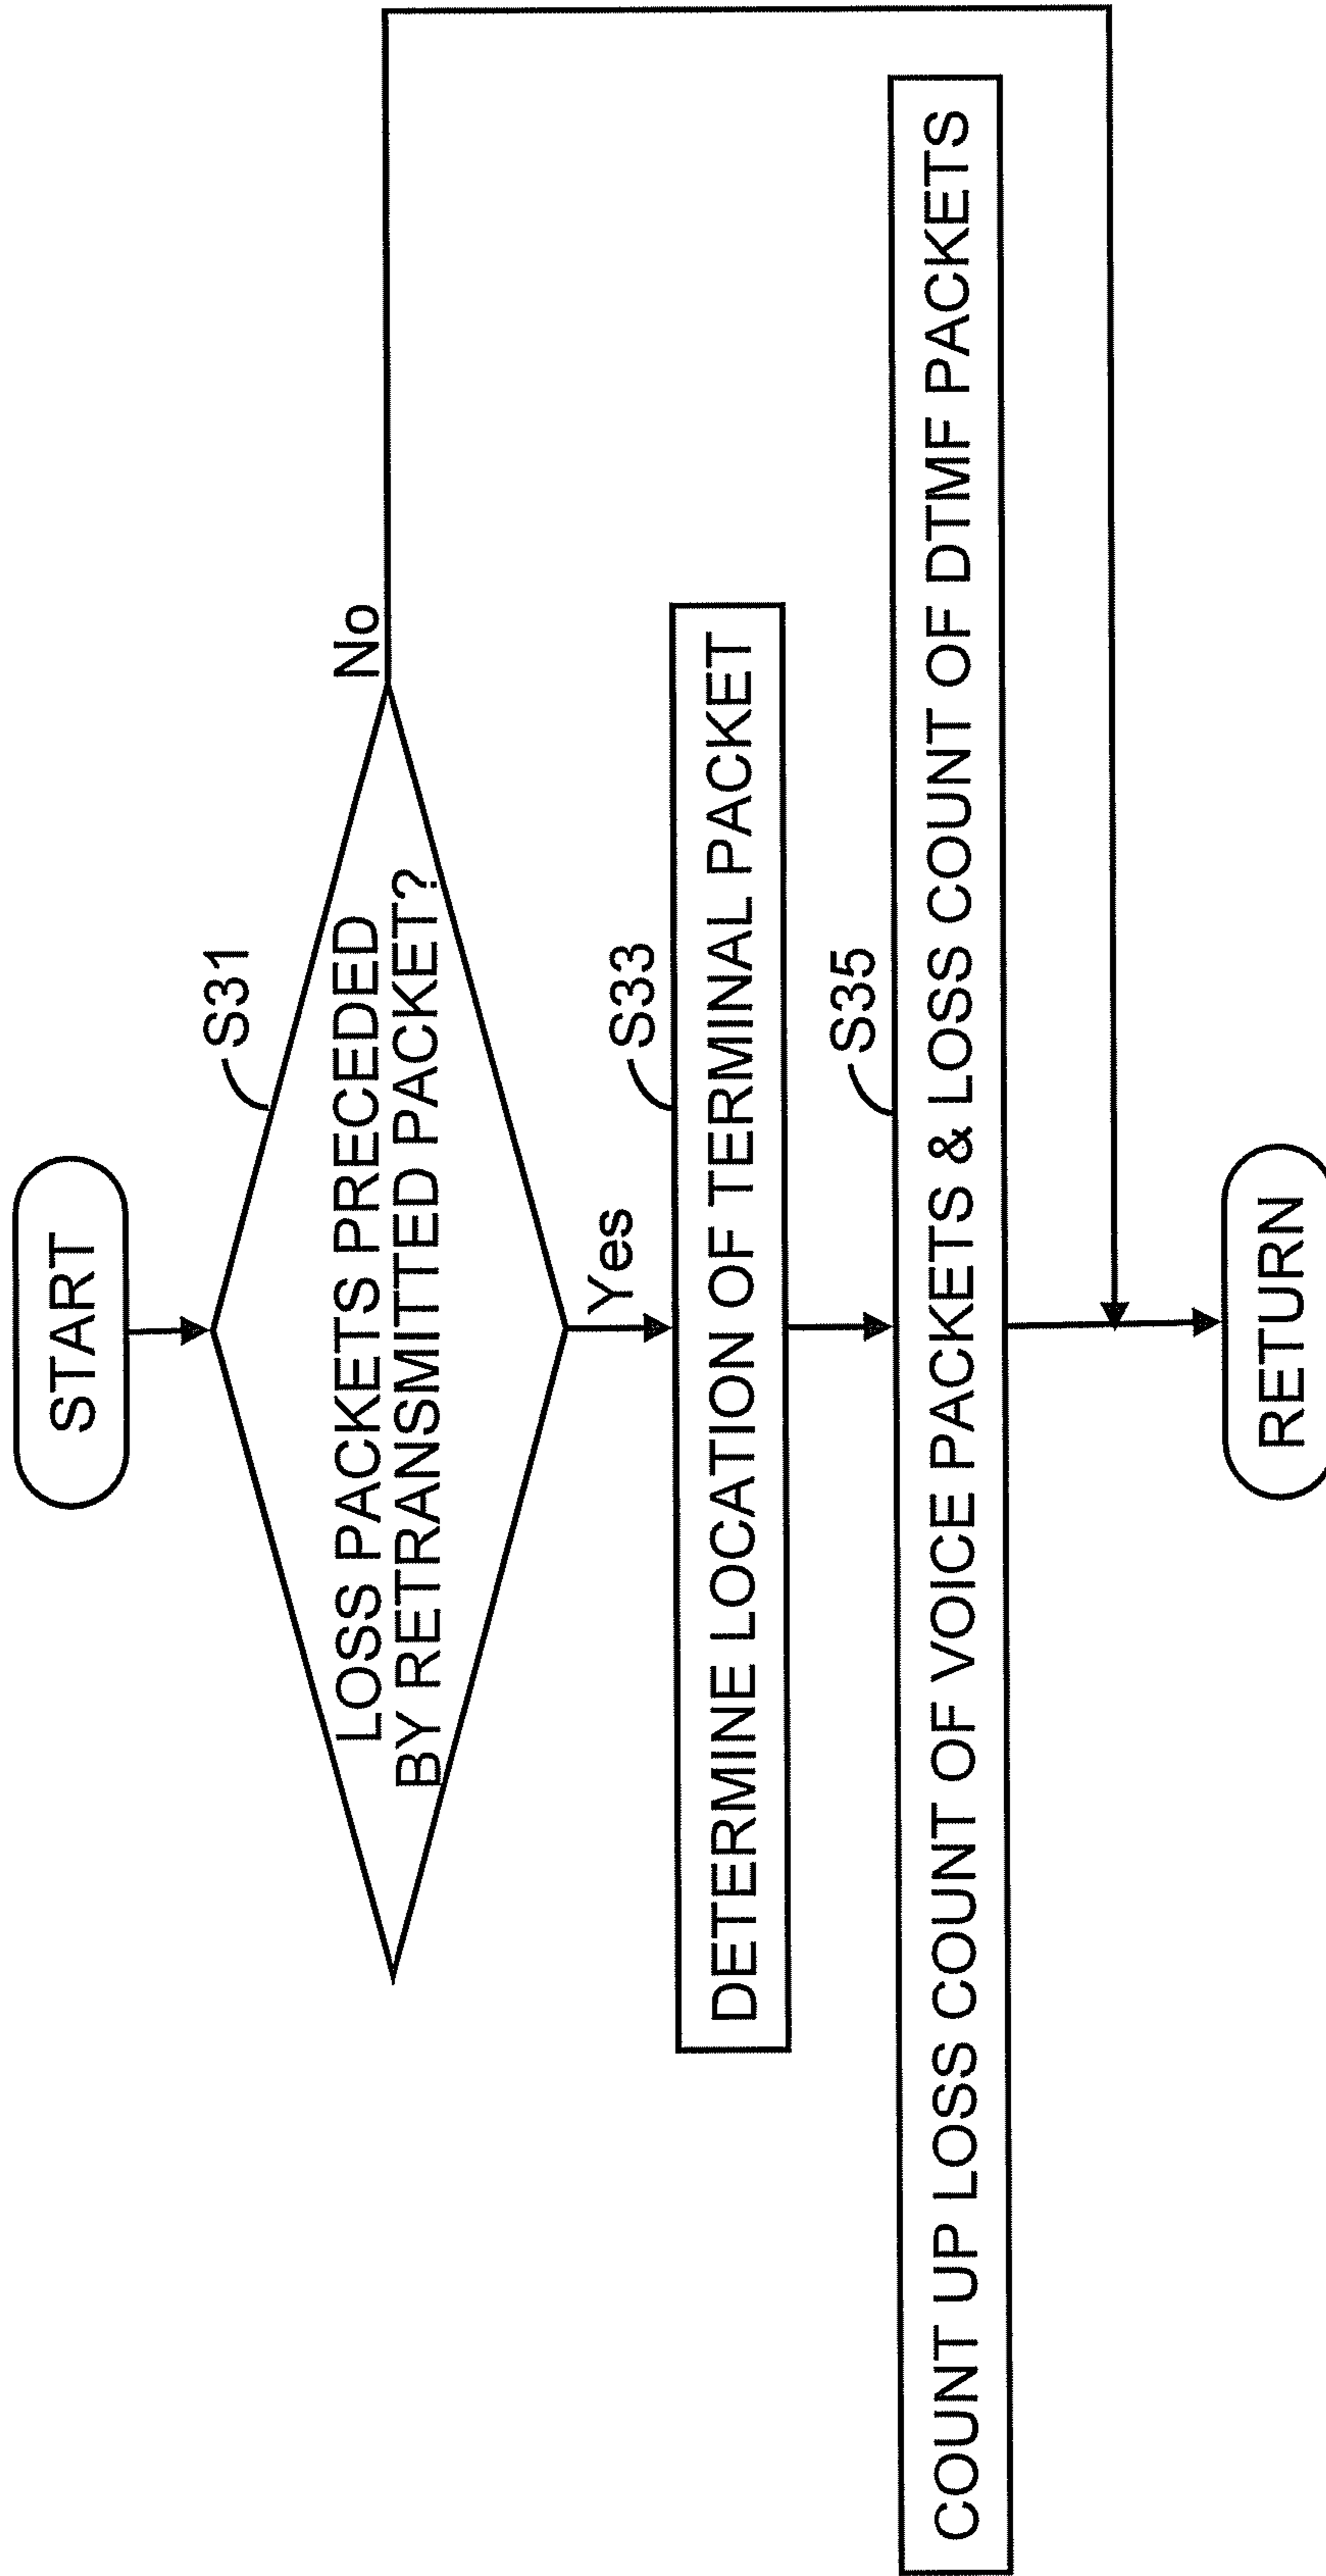 START
S31
LOSS PACKETS PRECEDED
BY RETRANSMITTED PACKET?
No
Yes
S33
DETERMINE LOCATION OF TERMINAL PACKET
S35
COUNT UP LOSS COUNT OF VOICE PACKETS & LOSS COUNT OF DTMF PACKETS
RETURN